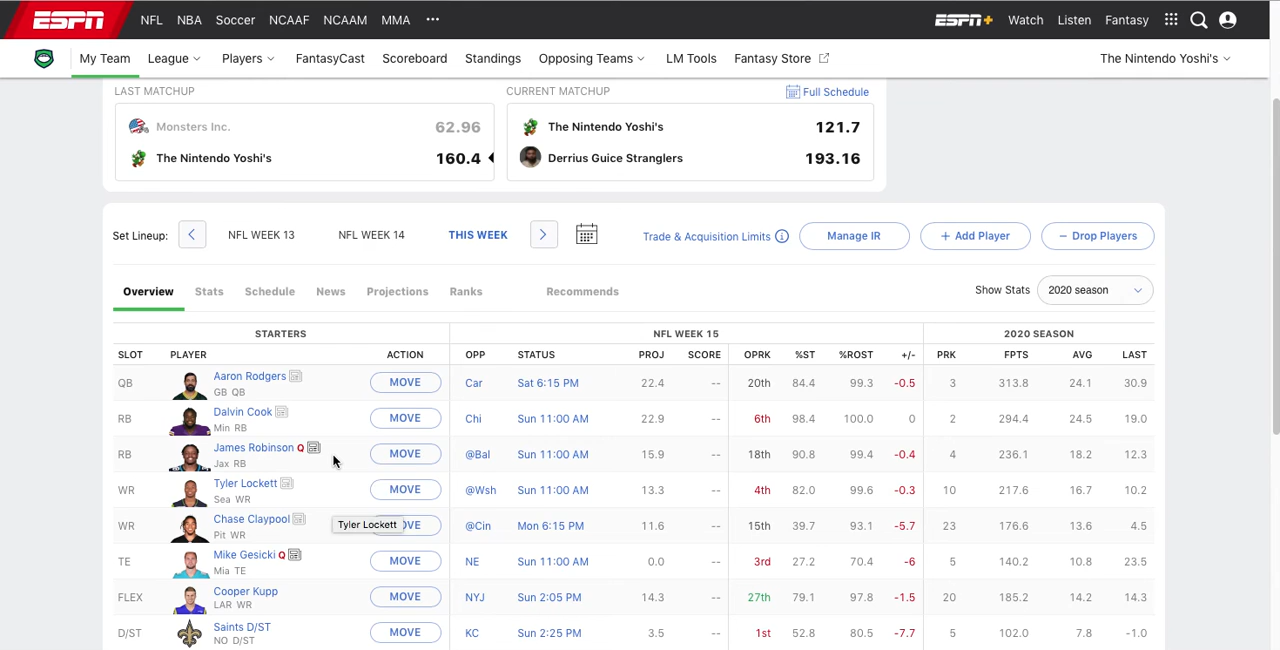 ESPN NFL NBA Soccer NCAAF NCAAM MMA ••• ESPN+ Watch Listen Fantasy
My Team League Players FantasyCast Scoreboard Standings Opposing Teams LM Tools Fantasy Store The Nintendo Yoshi's
LAST MATCHUP CURRENT MATCHUP Full Schedule
Monsters Inc. 62.96 The Nintendo Yoshi's 121.7
The Nintendo Yoshi's 160.4 Derrius Guice Stranglers 193.16
Set Lineup: NFL WEEK 13 NFL WEEK 14 THIS WEEK Trade & Acquisition Limits Manage IR + Add Player − Drop Players
Overview Stats Schedule News Projections Ranks Recommends Show Stats 2020 season
STARTERS NFL WEEK 15 2020 SEASON
SLOT PLAYER ACTION OPP STATUS PROJ SCORE OPRK %ST %ROST +/- PRK FPTS AVG LAST
QB Aaron Rodgers GB QB MOVE Car Sat 6:15 PM 22.4 -- 20th 84.4 99.3 -0.5 3 313.8 24.1 30.9
RB Dalvin Cook Min RB MOVE Chi Sun 11:00 AM 22.9 -- 6th 98.4 100.0 0 2 294.4 24.5 19.0
RB James Robinson Q Jax RB MOVE @Bal Sun 11:00 AM 15.9 -- 18th 90.8 99.4 -0.4 4 236.1 18.2 12.3
WR Tyler Lockett Sea WR MOVE @Wsh Sun 11:00 AM 13.3 -- 4th 82.0 99.6 -0.3 10 217.6 16.7 10.2
WR Chase Claypool Pit WR Tyler Lockett OVE @Cin Mon 6:15 PM 11.6 -- 15th 39.7 93.1 -5.7 23 176.6 13.6 4.5
TE Mike Gesicki Q Mia TE MOVE NE Sun 11:00 AM 0.0 -- 3rd 27.2 70.4 -6 5 140.2 10.8 23.5
FLEX Cooper Kupp LAR WR MOVE NYJ Sun 2:05 PM 14.3 -- 27th 79.1 97.8 -1.5 20 185.2 14.2 14.3
D/ST Saints D/ST NO D/ST MOVE KC Sun 2:25 PM 3.5 -- 1st 52.8 80.5 -7.7 5 102.0 7.8 -1.0